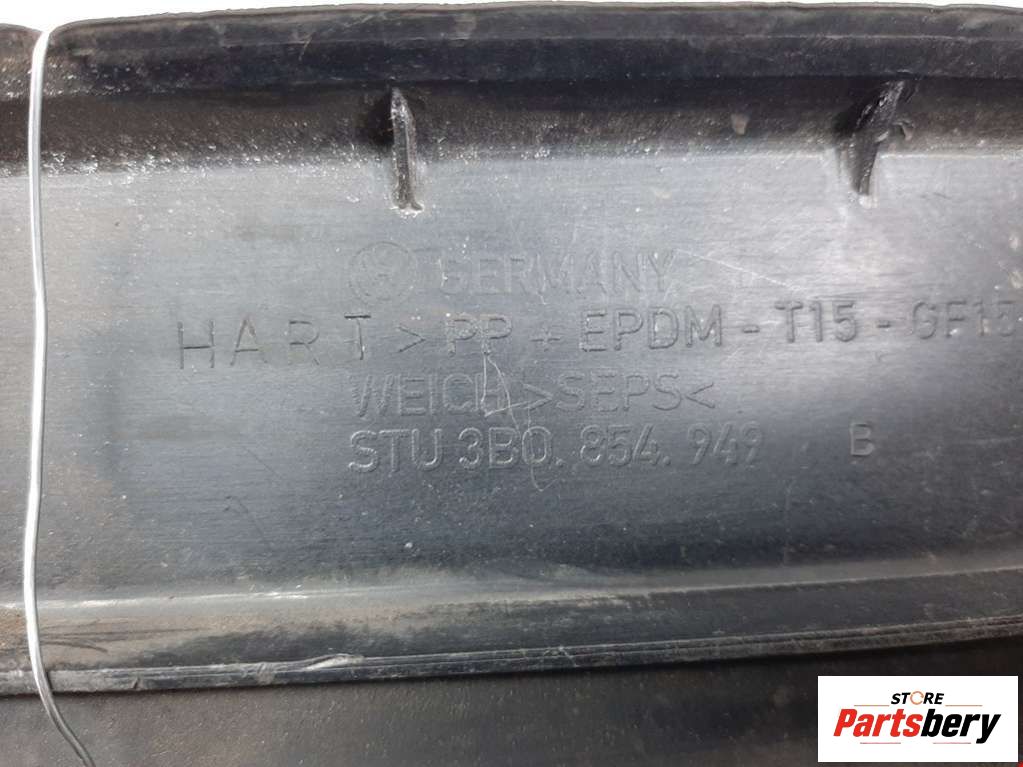 GERMANY
HART >PP + EPDM - T15 - GF15
WEICH >SEPS<
STU 3B0. 854. 949 B
STORE
Partsbery